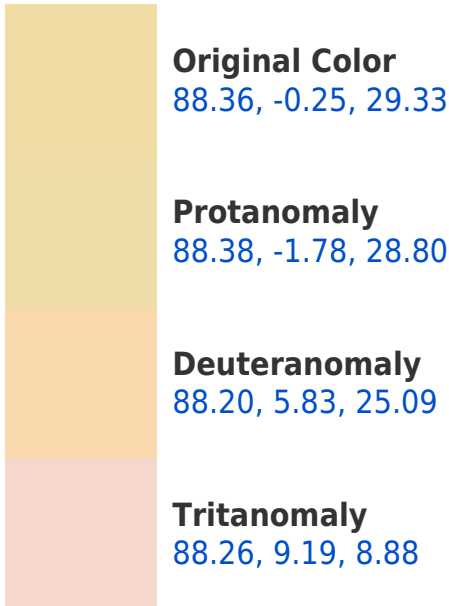 Original Color
88.36, -0.25, 29.33
Protanomaly
88.38, -1.78, 28.80
Deuteranomaly
88.20, 5.83, 25.09
Tritanomaly
88.26, 9.19, 8.88